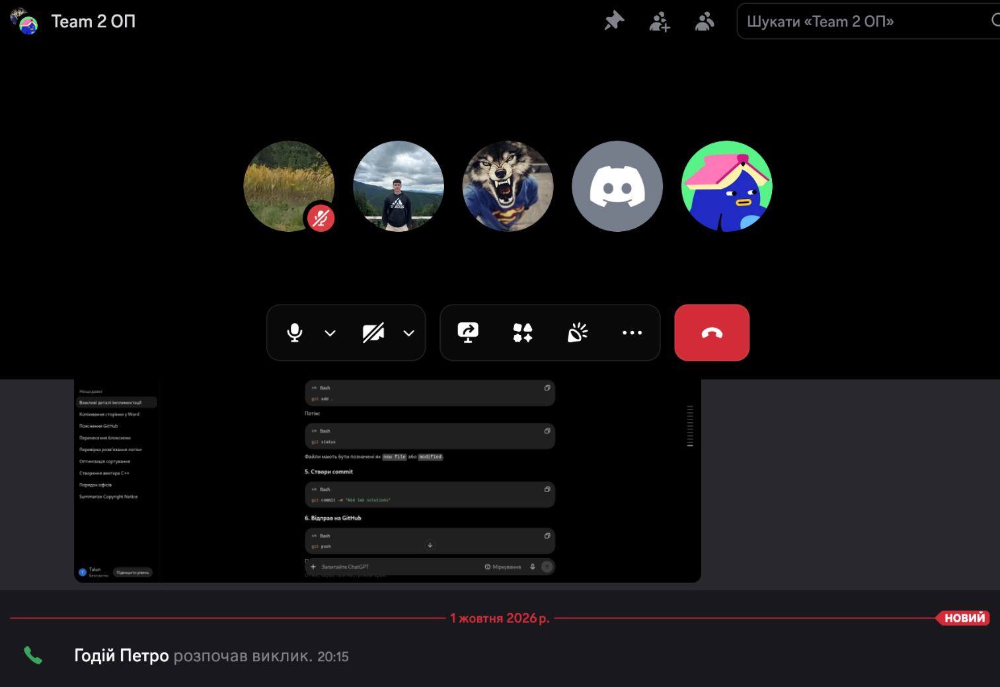 Team 2 ОП
Шукати «Team 2 ОП»
Нещодавні
Важливі деталі імплементації
Копіювання сторінки у Word
Пояснення GitHub
Перенесення блоксхеми
Перевірка розв'язання логіки
Оптимізація сортування
Створення вектора C++
Порядок офісів
Summarize Copyright Notice
Talun
Безплатно
Підвищити рівень
Bash
git add .
Потім:
Bash
git status
Файли мають бути позначені як new file або modified.
5. Створи commit
Bash
git commit -m "Add lab solutions"
6. Відправ на GitHub
Bash
git push
Запитайте ChatGPT
Міркування
1 жовтня 2026 р.
НОВИЙ
Годій Петро розпочав виклик. 20:15